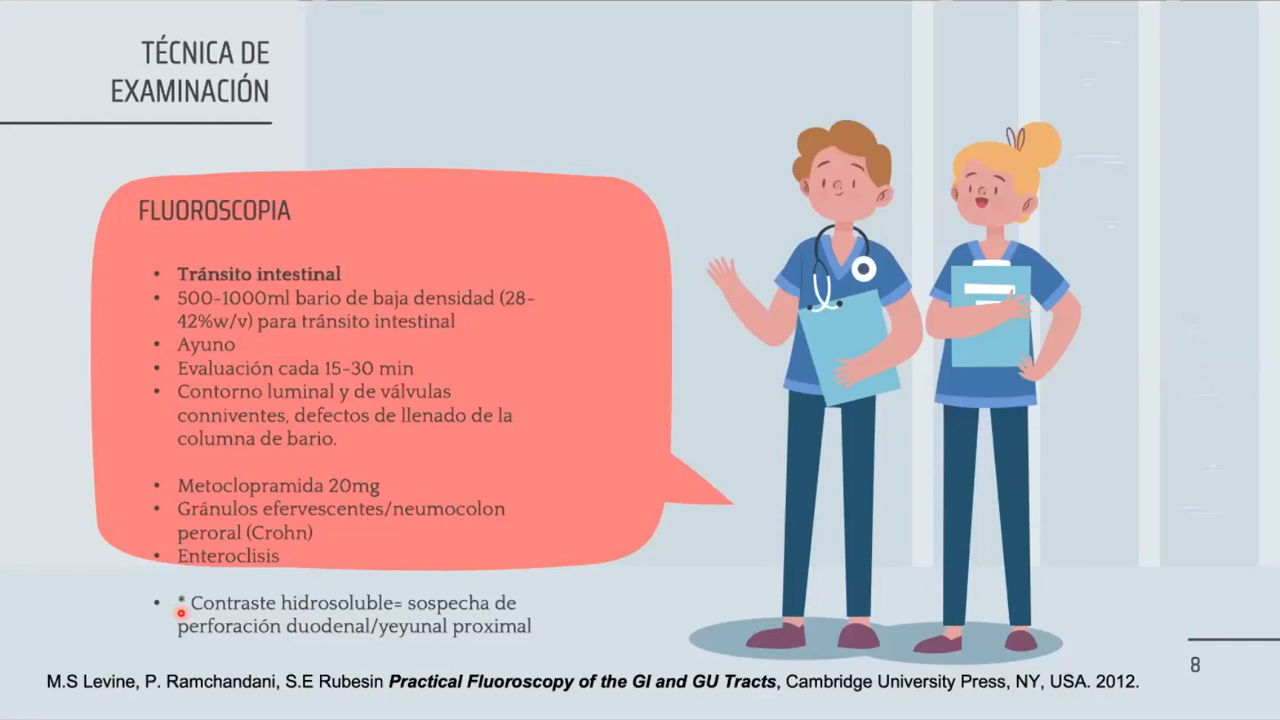 TÉCNICA DE
EXAMINACIÓN
FLUOROSCOPIA
• Tránsito intestinal
• 500-1000ml bario de baja densidad (28-
42%w/v) para tránsito intestinal
• Ayuno
• Evaluación cada 15-30 min
• Contorno luminal y de válvulas
conniventes, defectos de llenado de la
columna de bario.
• Metoclopramida 20mg
• Gránulos efervescentes/neumocolon
peroral (Crohn)
• Enteroclisis
• * Contraste hidrosoluble= sospecha de
perforación duodenal/yeyunal proximal
8
M.S Levine, P. Ramchandani, S.E Rubesin Practical Fluoroscopy of the GI and GU Tracts, Cambridge University Press, NY, USA. 2012.